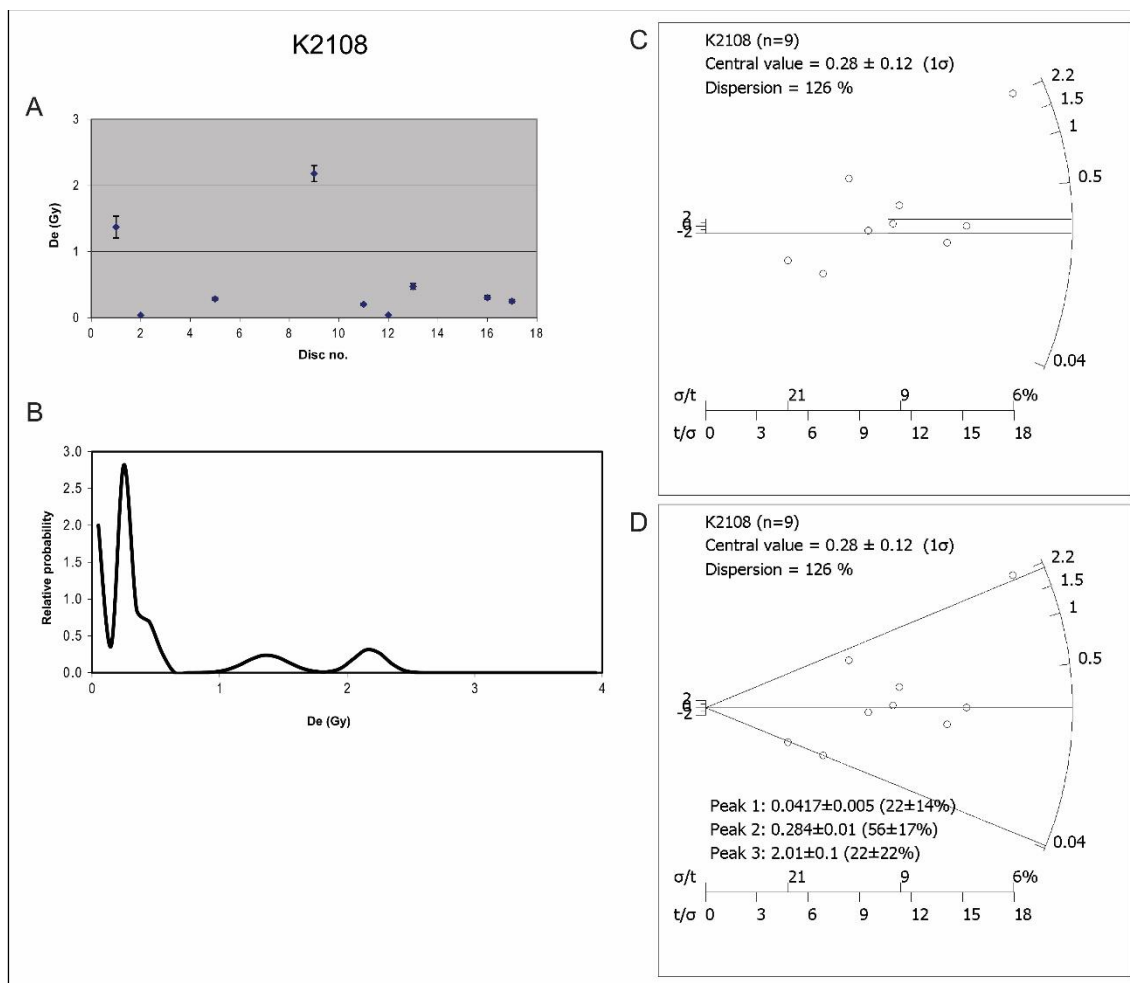 K2108
A
De (Gy)
3
2
1
0
0 2 4 6 8 10 12 14 16 18
Disc no.
B
Relative probability
3.0
2.5
2.0
1.5
1.0
0.5
0.0
0 1 2 3 4
De (Gy)
C
K2108 (n=9)
Central value = 0.28 ± 0.12 (1σ)
Dispersion = 126 %
2.2
1.5
1
0.5
0.04
2
-2
σ/t 21 9 6%
t/σ 0 3 6 9 12 15 18
D
K2108 (n=9)
Central value = 0.28 ± 0.12 (1σ)
Dispersion = 126 %
2.2
1.5
1
0.5
0.04
2
-2
Peak 1: 0.0417±0.005 (22±14%)
Peak 2: 0.284±0.01 (56±17%)
Peak 3: 2.01±0.1 (22±22%)
σ/t 21 9 6%
t/σ 0 3 6 9 12 15 18